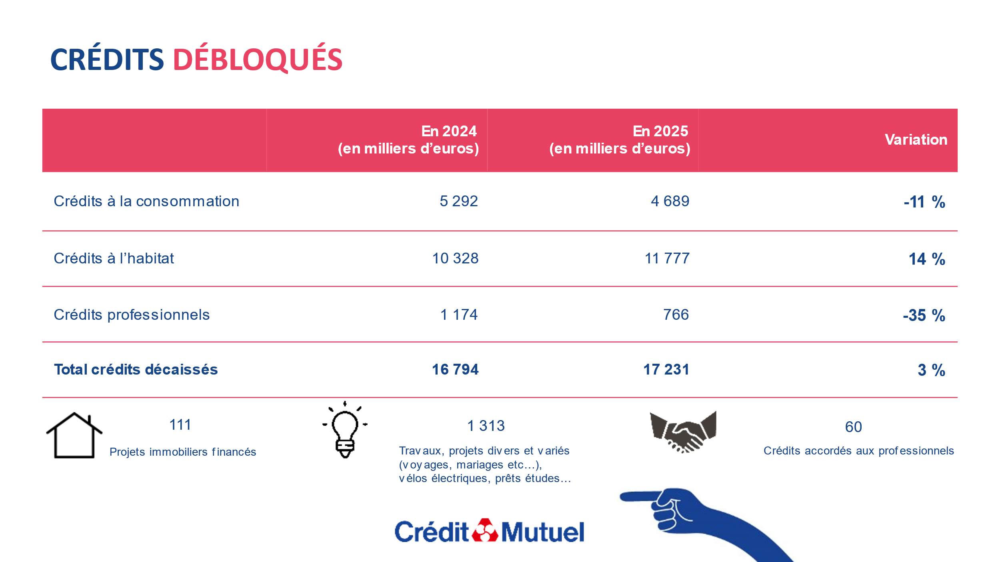 CRÉDITS DÉBLOQUÉS
En 2024
(en milliers d’euros)
En 2025
(en milliers d’euros)
Variation
Crédits à la consommation 5 292 4 689 -11 %
Crédits à l’habitat 10 328 11 777 14 %
Crédits professionnels 1 174 766 -35 %
Total crédits décaissés 16 794 17 231 3 %
111
Projets immobiliers financés
1 313
Travaux, projets divers et variés
(voyages, mariages etc…),
vélos électriques, prêts études…
60
Crédits accordés aux professionnels
Crédit Mutuel